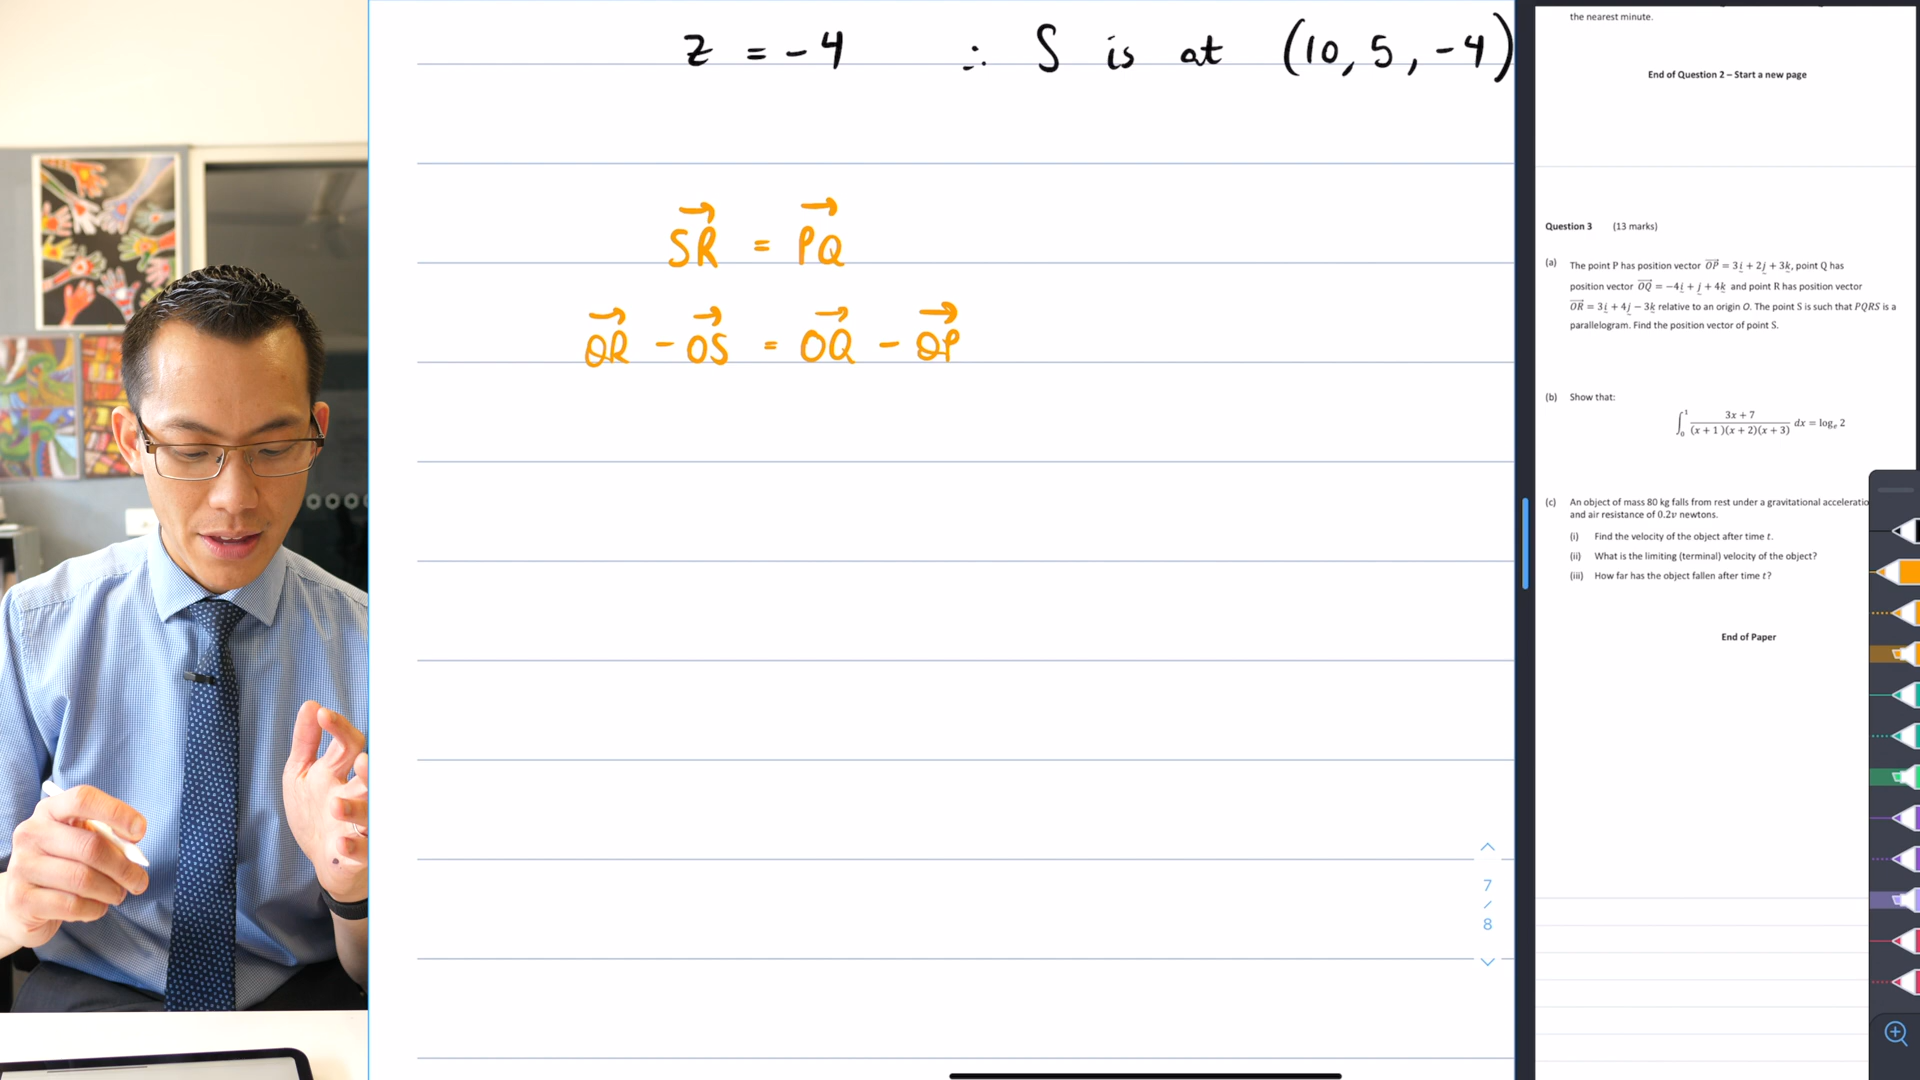 z = -4 ∴ S is at (10, 5, -4)
→SR = →PQ
→OR - →OS = →OQ - →OP
7
/
8
the nearest minute.
End of Question 2 – Start a new page
Question 3 (13 marks)
(a) The point P has position vector →OP = 3i + 2j + 3k, point Q has
position vector →OQ = −4i + j + 4k and point R has position vector
→OR = 3i + 4j − 3k relative to an origin O. The point S is such that PQRS is a
parallelogram. Find the position vector of point S.
(b) Show that:
∫₀¹ (3x + 7)/((x + 1)(x + 2)(x + 3)) dx = logₑ 2
(c) An object of mass 80 kg falls from rest under a gravitational acceleratio
and air resistance of 0.2v newtons.
(i) Find the velocity of the object after time t.
(ii) What is the limiting (terminal) velocity of the object?
(iii) How far has the object fallen after time t?
End of Paper